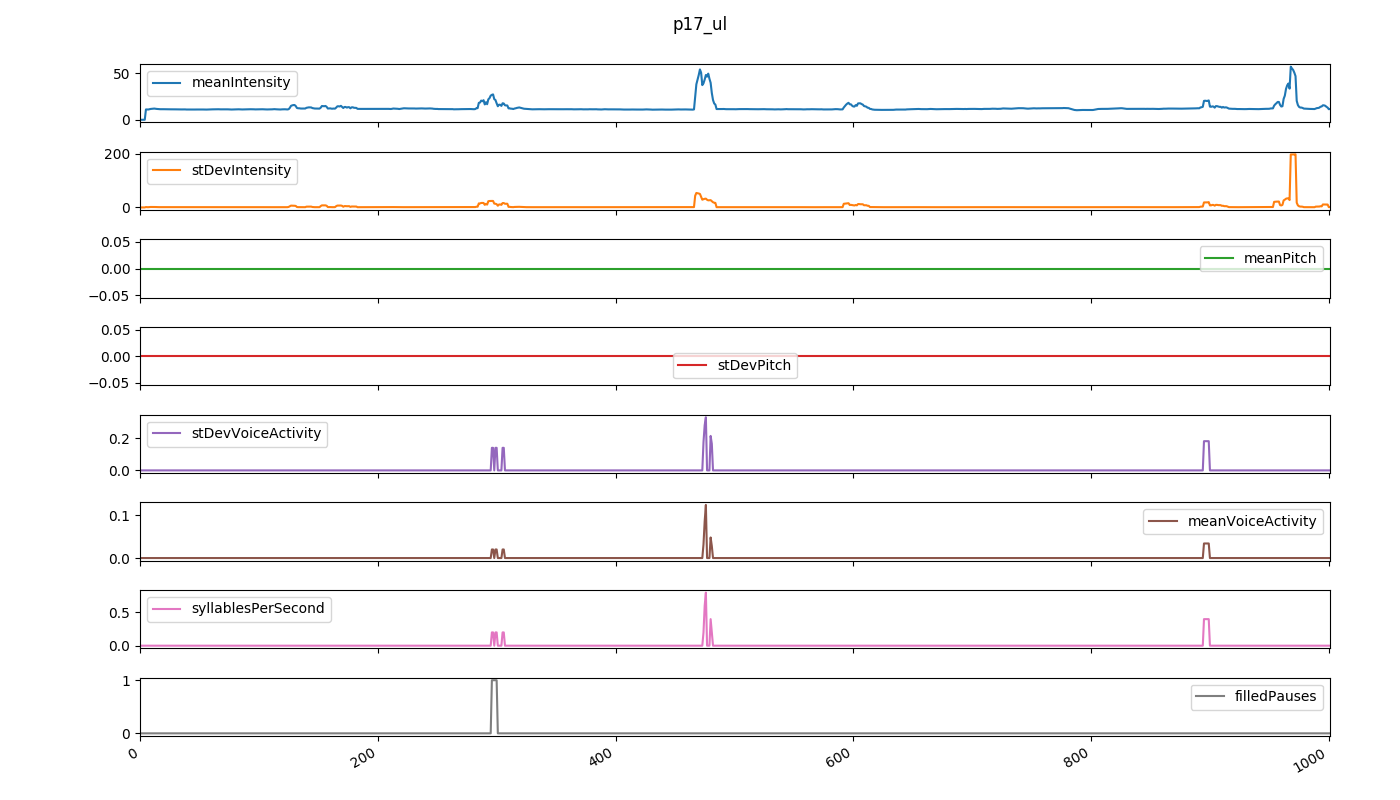 p17_ul
50
0
meanIntensity
200
0
stDevIntensity
0.05
0.00
−0.05
meanPitch
0.05
0.00
−0.05
stDevPitch
0.2
0.0
stDevVoiceActivity
0.1
0.0
meanVoiceActivity
0.5
0.0
syllablesPerSecond
1
0
filledPauses
0 200 400 600 800 1000